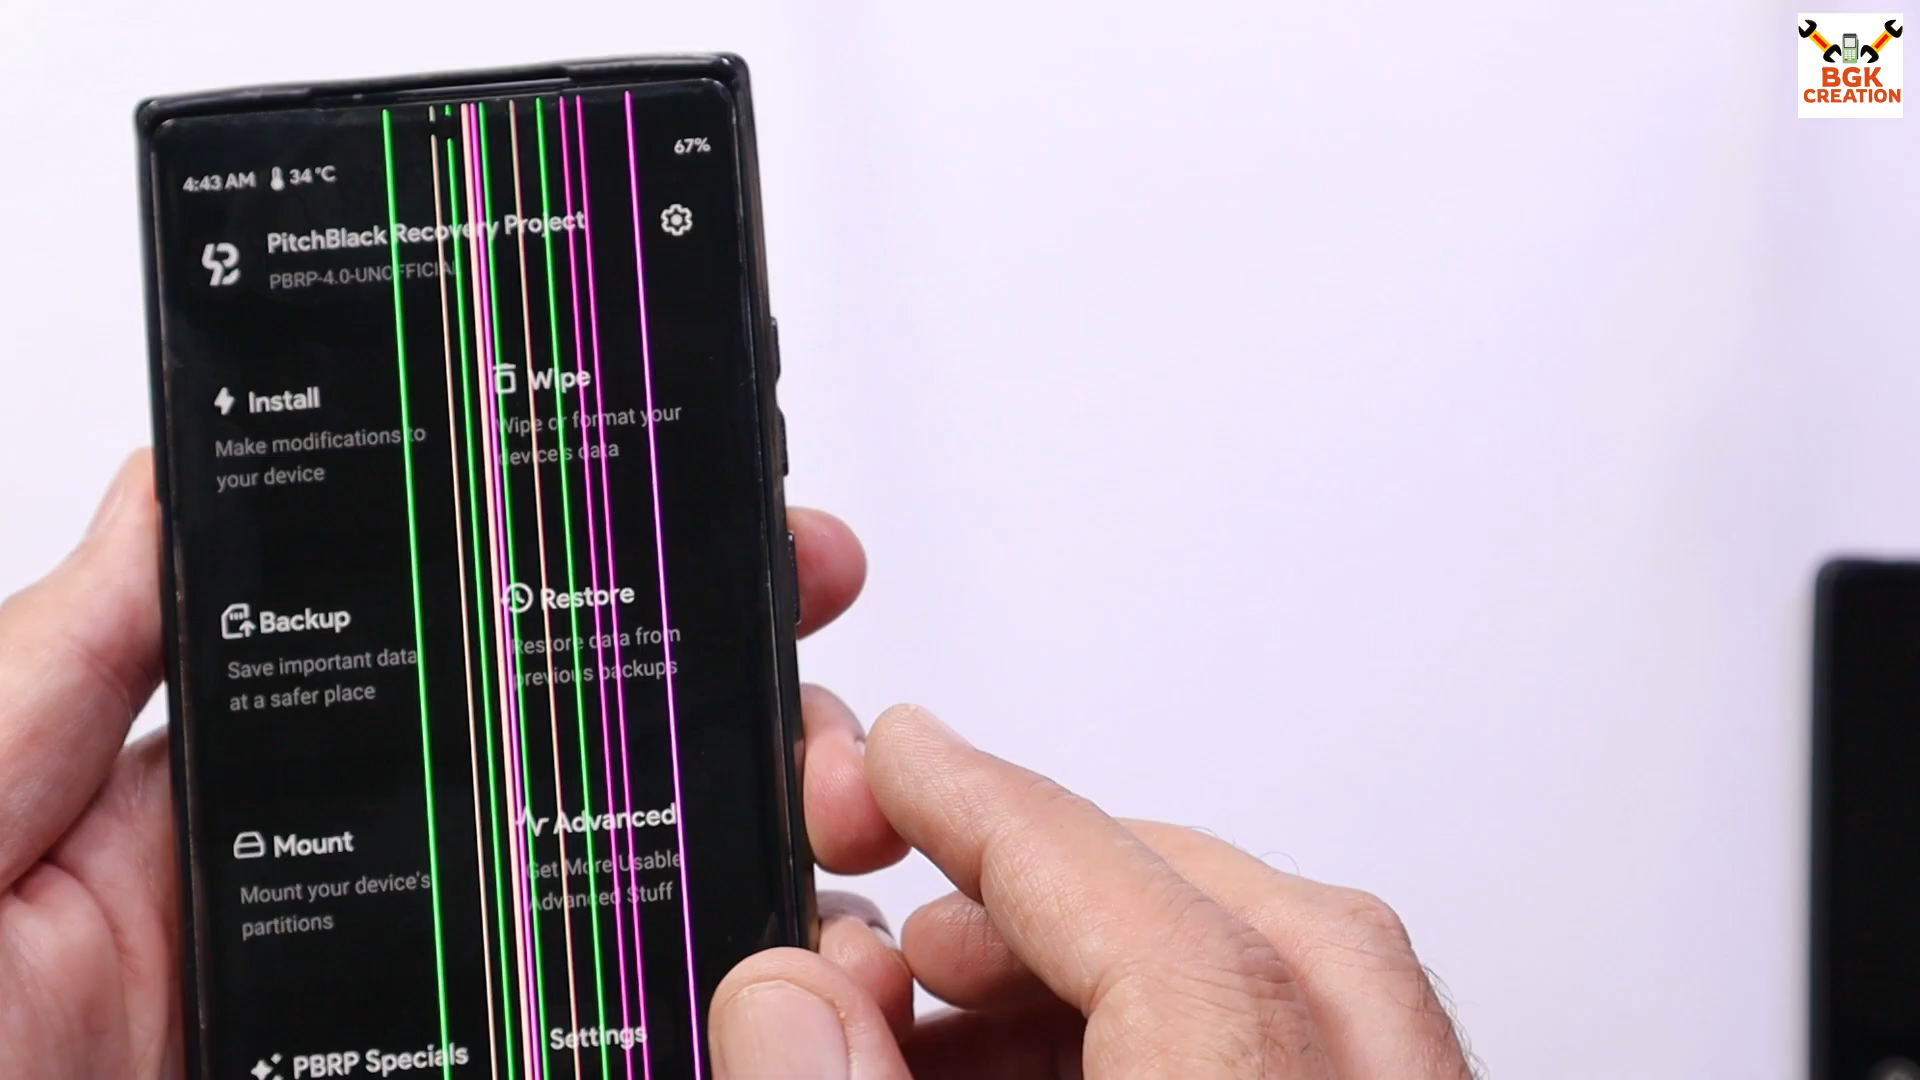 BGK
CREATION
4:43 AM 34 °C
67%
PitchBlack Recovery Project
PBRP-4.0-UNOFFICIAL
Install
Make modifications to
your device
Wipe
Wipe or format your
device's data
Backup
Save important data
at a safer place
Restore
Restore data from
previous backups
Mount
Mount your device's
partitions
Advanced
Get More Usable
Advanced Stuff
PBRP Specials
Settings